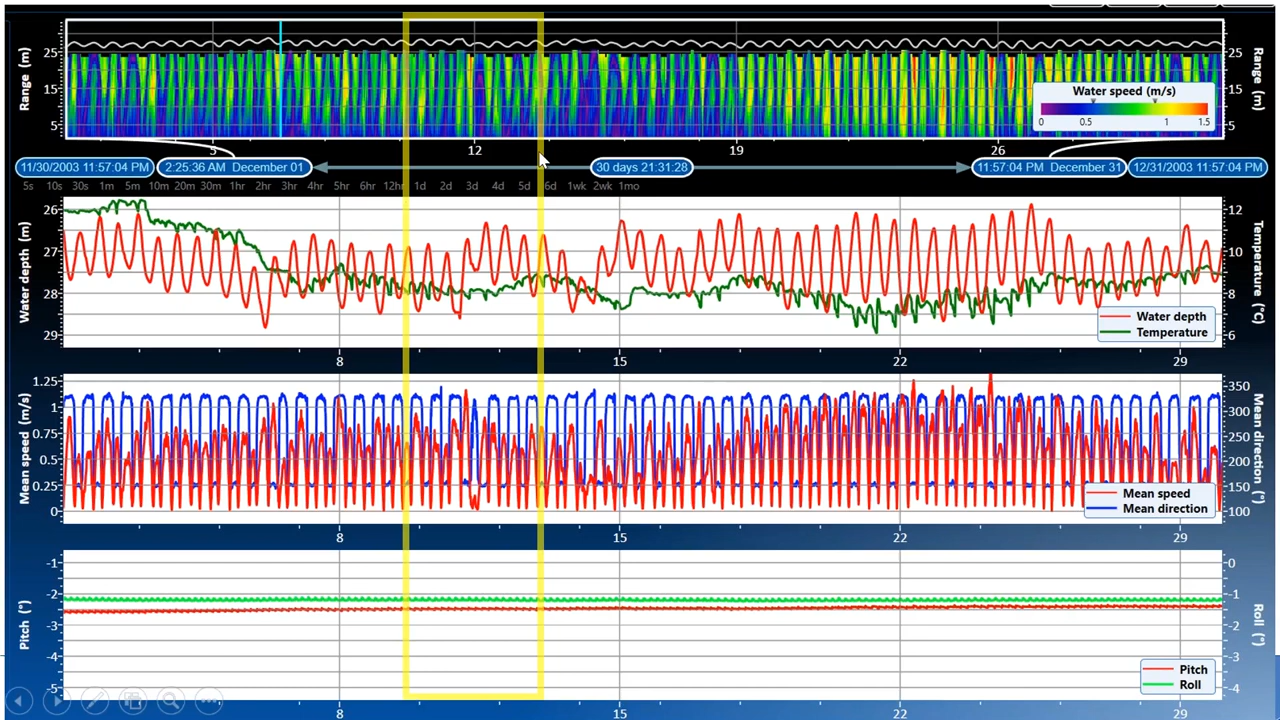 Range (m)
25
15
5
25
15
5
Range (m)
Water speed (m/s)
0 0.5 1 1.5
5 12 19 26
11/30/2003 11:57:04 PM 2:25:36 AM December 01 30 days 21:31:28 11:57:04 PM December 31 12/31/2003 11:57:04 PM
5s 10s 30s 1m 5m 10m 20m 30m 1hr 2hr 3hr 4hr 5hr 6hr 12hr 1d 2d 3d 4d 5d 6d 1wk 2wk 1mo
Water depth (m)
26
27
28
29
12
10
8
6
Temperature (°C)
Water depth
Temperature
8 15 22 29
Mean speed (m/s)
1.25
1
0.75
0.5
0.25
0
350
300
250
200
150
100
Mean direction (°)
Mean speed
Mean direction
8 15 22 29
Pitch (°)
-1
-2
-3
-4
-5
0
-1
-2
-3
-4
Roll (°)
Pitch
Roll
8 15 22 29